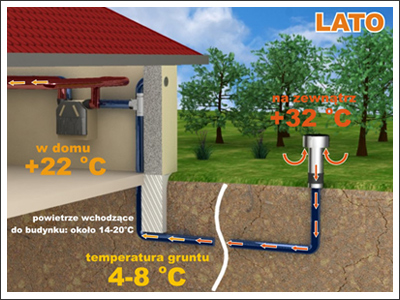 LATO
na zewnątrz
+32 °C
w domu
+22 °C
powietrze wchodzące
do budynku: około 14-20°C
temperatura gruntu
4-8 °C